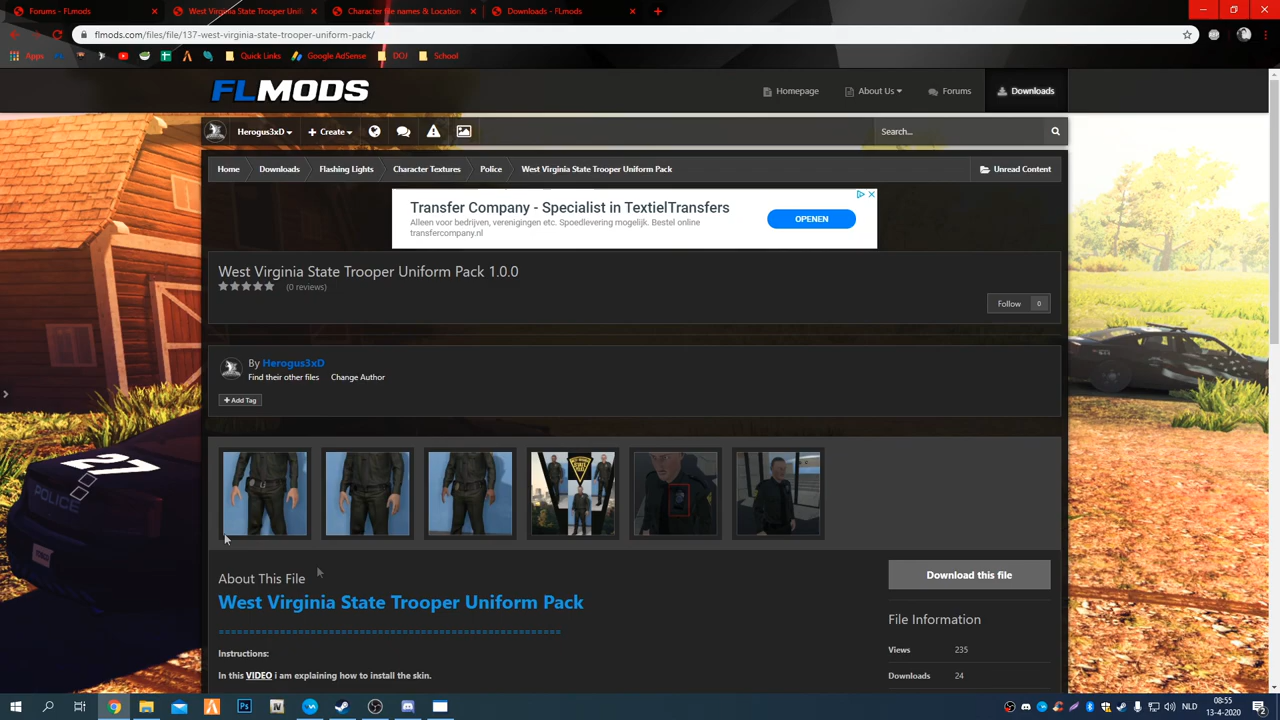 Forums - FLmods
West Virginia State Trooper Unif
Character file names & Location
Downloads - FLmods
flmods.com/files/file/137-west-virginia-state-trooper-uniform-pack/
Apps
Quick Links
Google AdSense
DOJ
School
FLMODS
Homepage
About Us
Forums
Downloads
Herogus3xD
Create
Search...
Home
Downloads
Flashing Lights
Character Textures
Police
West Virginia State Trooper Uniform Pack
Unread Content
Transfer Company - Specialist in TextielTransfers
Alleen voor bedrijven, verenigingen etc. Spoedlevering mogelijk. Bestel online
transfercompany.nl
OPENEN
West Virginia State Trooper Uniform Pack 1.0.0
(0 reviews)
Follow 0
By Herogus3xD
Find their other files Change Author
+ Add Tag
27
POLICE
About This File
Download this file
West Virginia State Trooper Uniform Pack
File Information
=========================================================
Instructions:
Views 235
In this VIDEO i am explaining how to install the skin.
Downloads 24
NLD
08:55
13-4-2020
2